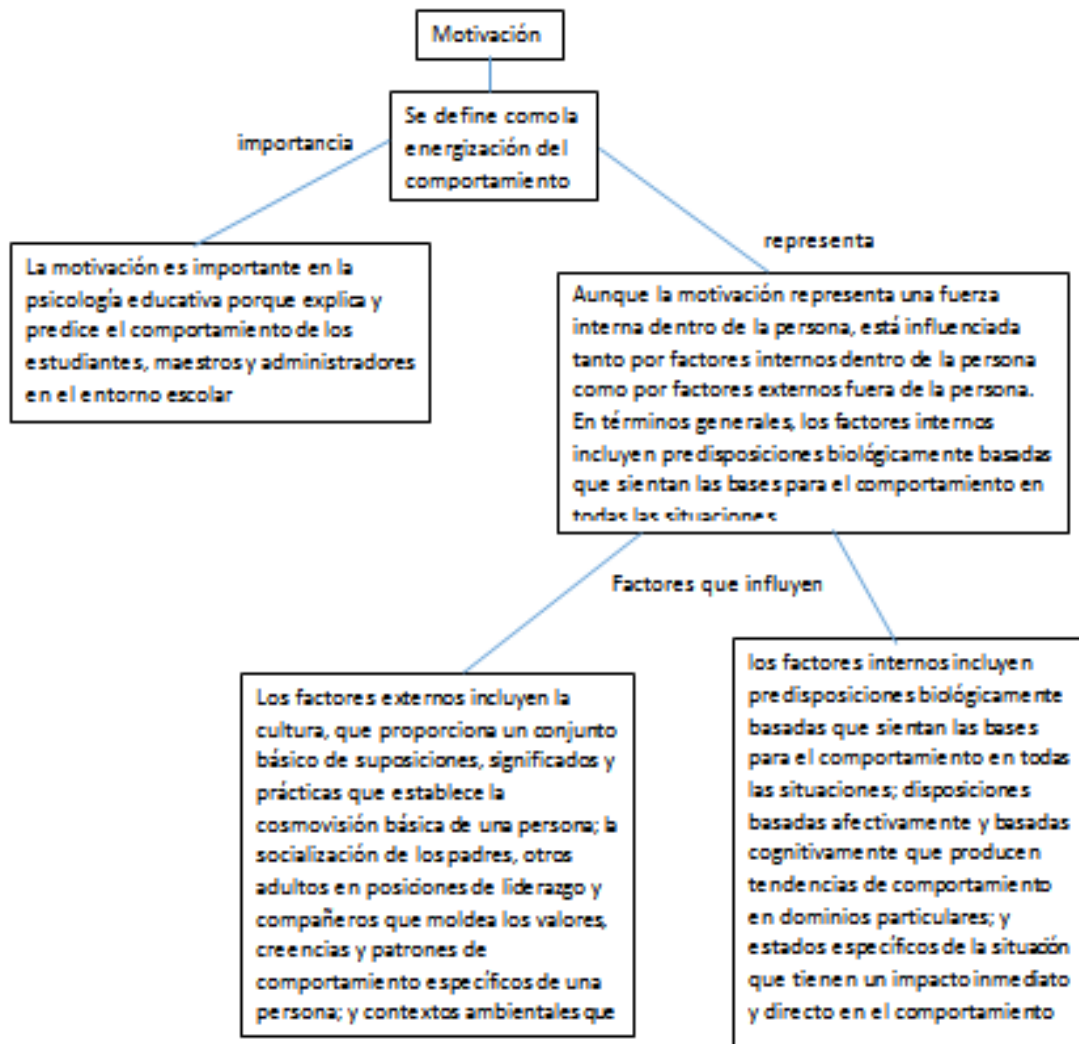 Motivación
Se define como la
energización del
comportamiento
importancia
representa
La motivación es importante en la
psicología educativa porque explica y
predice el comportamiento de los
estudiantes, maestros y administradores
en el entorno escolar
Aunque la motivación representa una fuerza
interna dentro de la persona, está influenciada
tanto por factores internos dentro de la persona
como por factores externos fuera de la persona.
En términos generales, los factores internos
incluyen predisposiciones biológicamente basadas
que sientan las bases para el comportamiento en
todas las situaciones
Factores que influyen
Los factores externos incluyen la
cultura, que proporciona un conjunto
básico de suposiciones, significados y
prácticas que establece la
cosmovisión básica de una persona; la
socialización de los padres, otros
adultos en posiciones de liderazgo y
compañeros que moldea los valores,
creencias y patrones de
comportamiento específicos de una
persona; y contextos ambientales que
los factores internos incluyen
predisposiciones biológicamente
basadas que sientan las bases
para el comportamiento en todas
las situaciones; disposiciones
basadas afectivamente y basadas
cognitivamente que producen
tendencias de comportamiento
en dominios particulares; y
estados específicos de la situación
que tienen un impacto inmediato
y directo en el comportamiento